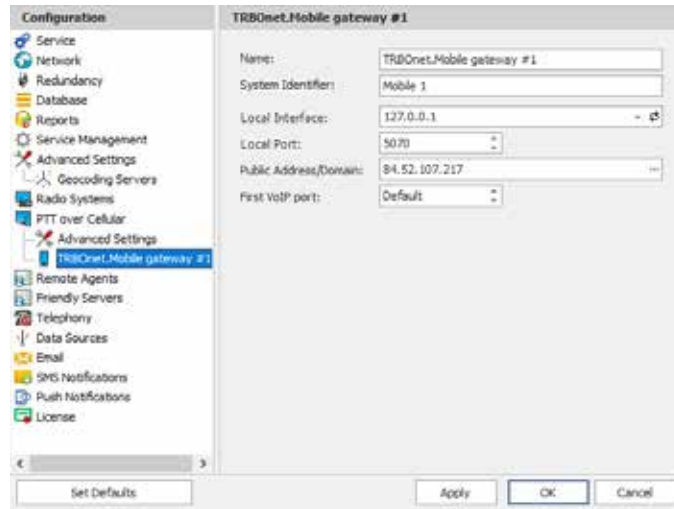 Configuration
Service
Network
Redundancy
Database
Reports
Service Management
Advanced Settings
Geocoding Servers
Radio Systems
PTT over Cellular
Advanced Settings
TRBOnet.Mobile gateway #1
Remote Agents
Friendly Servers
Telephony
Data Sources
Email
SMS Notifications
Push Notifications
License
Set Defaults
TRBOnet.Mobile gateway #1
Name: TRBOnet.Mobile gateway #1
System Identifier: Mobile 1
Local Interface: 127.0.0.1
Local Port: 5070
Public Address/Domain: 84.52.107.217 ...
First VoIP port: Default
Apply OK Cancel